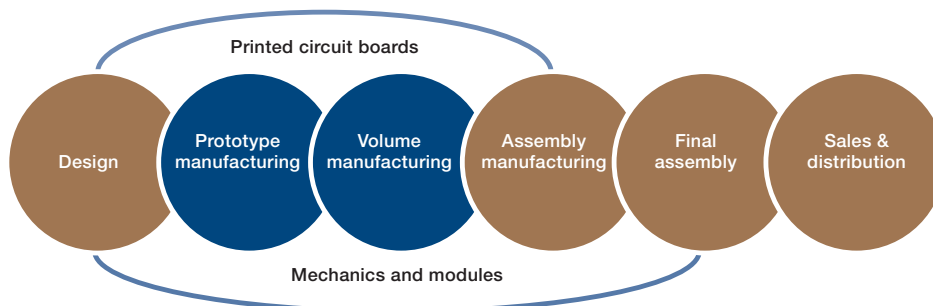 Printed circuit boards
Design
Prototype
manufacturing
Volume
manufacturing
Assembly
manufacturing
Final
assembly
Sales &
distribution
Mechanics and modules